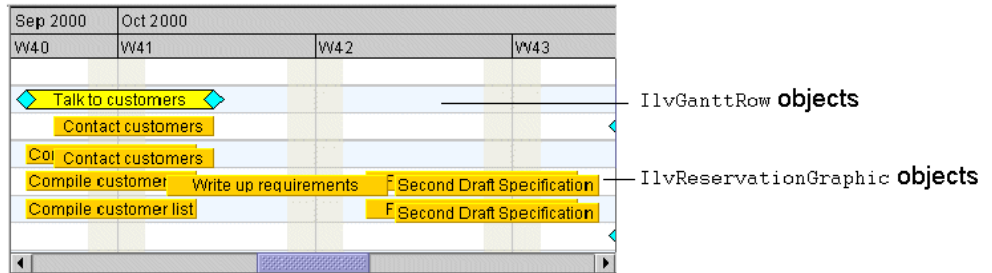 Sep 2000 Oct 2000
W40 W41 W42 W43
Talk to customers
IlvGanttRow objects
Contact customers
Contact customers
Compile customer Write up requirements Second Draft Specification
IlvReservationGraphic objects
Compile customer list Second Draft Specification